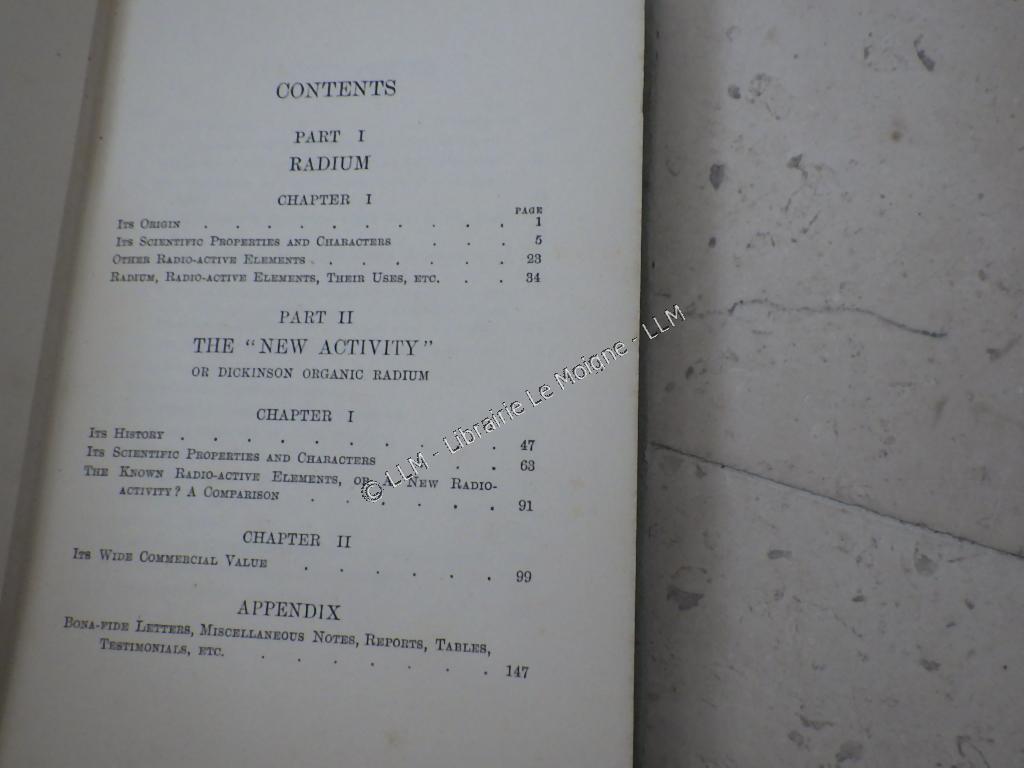 CONTENTS
PART I
RADIUM
CHAPTER I
PAGE
Its Origin . . . . . . . . . . . 1
Its Scientific Properties and Characters . . . 5
Other Radio-active Elements . . . . . . 23
Radium, Radio-active Elements, Their Uses, etc. . . 34
PART II
THE "NEW ACTIVITY"
OR DICKINSON ORGANIC RADIUM
CHAPTER I
Its History . . . . . . . . . . 47
Its Scientific Properties and Characters . . . 63
The Known Radio-active Elements, or A New Radio-
activity? A Comparison . . . . . . 91
CHAPTER II
Its Wide Commercial Value . . . . . . 99
APPENDIX
Bona-fide Letters, Miscellaneous Notes, Reports, Tables,
Testimonials, etc. . . . . . . . 147
© LLM - Librairie Le Moigne - LLM